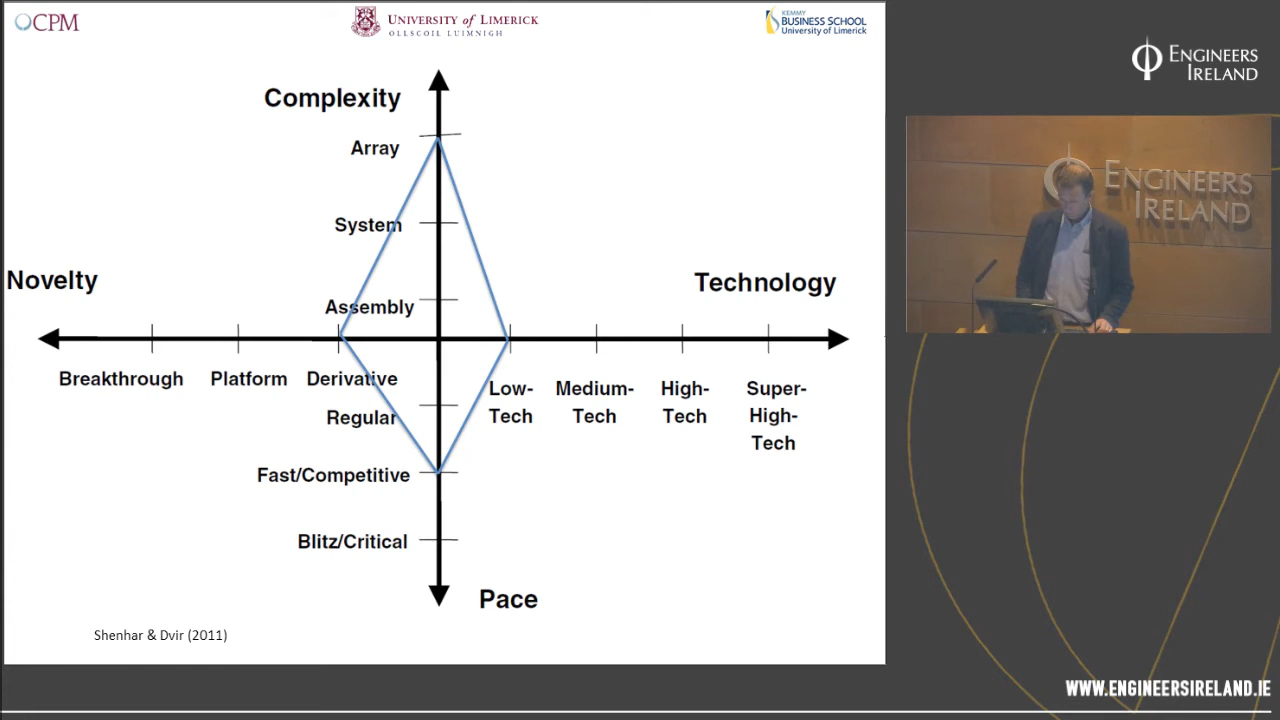 CPM
UNIVERSITY of LIMERICK
OLLSCOIL LUIMNIGH
KEMMY
BUSINESS SCHOOL
University of Limerick
ENGINEERS
IRELAND
Complexity
Array
System
Assembly
Novelty
Technology
Breakthrough
Platform
Derivative
Regular
Low-
Tech
Medium-
Tech
High-
Tech
Super-
High-
Tech
Fast/Competitive
Blitz/Critical
Pace
Shenhar & Dvir (2011)
ENGINEERS
IRELAND
WWW.ENGINEERSIRELAND.IE